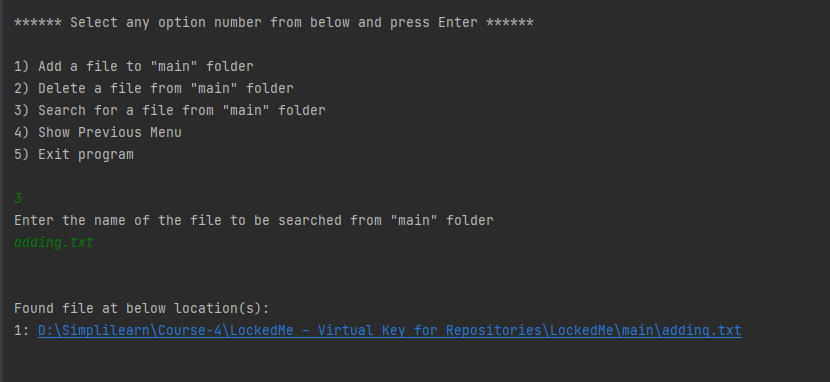 ****** Select any option number from below and press Enter ******
1) Add a file to "main" folder
2) Delete a file from "main" folder
3) Search for a file from "main" folder
4) Show Previous Menu
5) Exit program
3
Enter the name of the file to be searched from "main" folder
adding.txt
Found file at below location(s):
1: D:\Simplilearn\Course-4\LockedMe – Virtual Key for Repositories\LockedMe\main\adding.txt